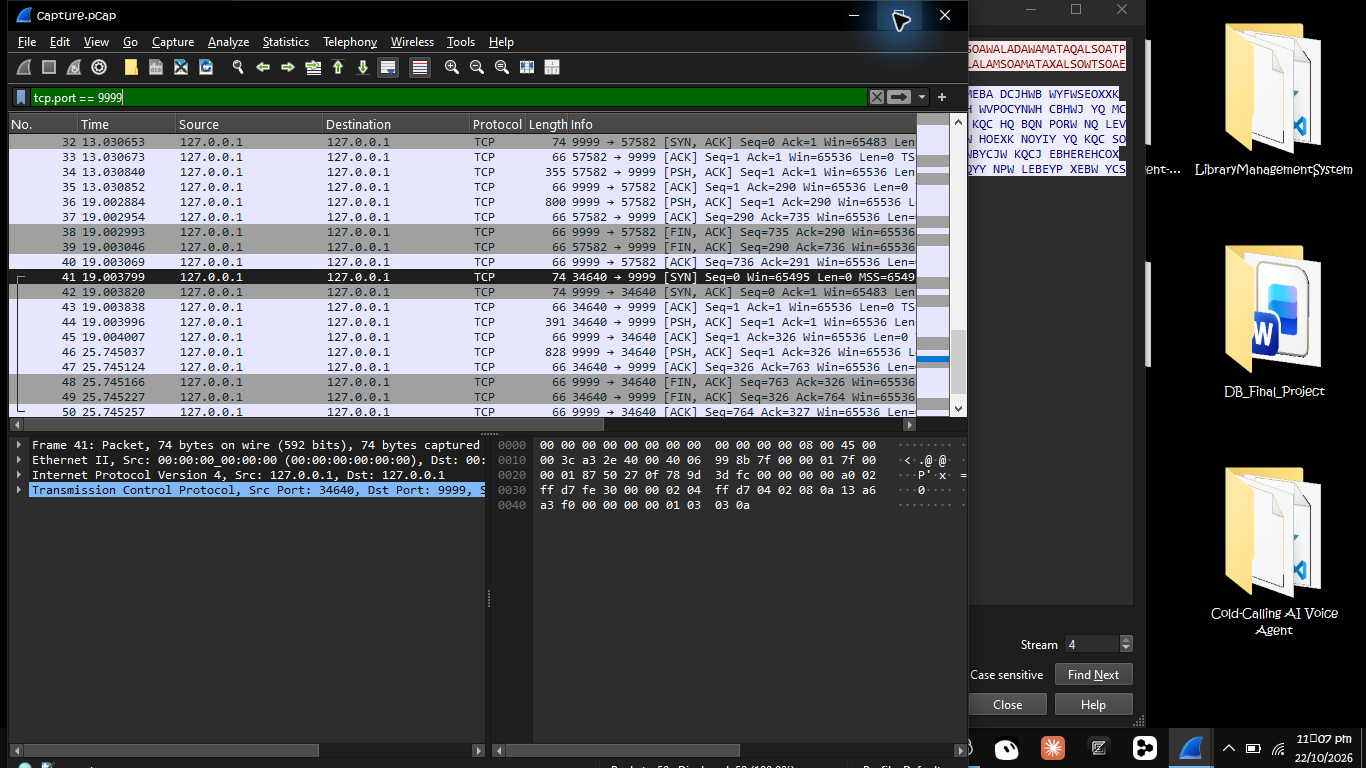 capture.pcap
File Edit View Go Capture Analyze Statistics Telephony Wireless Tools Help
tcp.port == 9999
No. Time Source Destination Protocol Length Info
32 13.030653 127.0.0.1 127.0.0.1 TCP 74 9999 → 57582 [SYN, ACK] Seq=0 Ack=1 Win=65483 Len
33 13.030673 127.0.0.1 127.0.0.1 TCP 66 57582 → 9999 [ACK] Seq=1 Ack=1 Win=65536 Len=0 TS
34 13.030840 127.0.0.1 127.0.0.1 TCP 355 57582 → 9999 [PSH, ACK] Seq=1 Ack=1 Win=65536 Len
35 13.030852 127.0.0.1 127.0.0.1 TCP 66 9999 → 57582 [ACK] Seq=1 Ack=290 Win=65536 Len=0
36 19.002884 127.0.0.1 127.0.0.1 TCP 800 9999 → 57582 [PSH, ACK] Seq=1 Ack=290 Win=65536 L
37 19.002954 127.0.0.1 127.0.0.1 TCP 66 57582 → 9999 [ACK] Seq=290 Ack=735 Win=65536 Len=
38 19.002993 127.0.0.1 127.0.0.1 TCP 66 9999 → 57582 [FIN, ACK] Seq=735 Ack=290 Win=65536
39 19.003046 127.0.0.1 127.0.0.1 TCP 66 57582 → 9999 [FIN, ACK] Seq=290 Ack=736 Win=65536
40 19.003069 127.0.0.1 127.0.0.1 TCP 66 9999 → 57582 [ACK] Seq=736 Ack=291 Win=65536 Len=
41 19.003799 127.0.0.1 127.0.0.1 TCP 74 34640 → 9999 [SYN] Seq=0 Win=65495 Len=0 MSS=6549
42 19.003820 127.0.0.1 127.0.0.1 TCP 74 9999 → 34640 [SYN, ACK] Seq=0 Ack=1 Win=65483 Len
43 19.003838 127.0.0.1 127.0.0.1 TCP 66 34640 → 9999 [ACK] Seq=1 Ack=1 Win=65536 Len=0 TS
44 19.003996 127.0.0.1 127.0.0.1 TCP 391 34640 → 9999 [PSH, ACK] Seq=1 Ack=1 Win=65536 Len
45 19.004007 127.0.0.1 127.0.0.1 TCP 66 9999 → 34640 [ACK] Seq=1 Ack=326 Win=65536 Len=0
46 25.745037 127.0.0.1 127.0.0.1 TCP 828 9999 → 34640 [PSH, ACK] Seq=1 Ack=326 Win=65536 L
47 25.745124 127.0.0.1 127.0.0.1 TCP 66 34640 → 9999 [ACK] Seq=326 Ack=763 Win=65536 Len=
48 25.745166 127.0.0.1 127.0.0.1 TCP 66 9999 → 34640 [FIN, ACK] Seq=763 Ack=326 Win=65536
49 25.745227 127.0.0.1 127.0.0.1 TCP 66 34640 → 9999 [FIN, ACK] Seq=326 Ack=764 Win=65536
50 25.745257 127.0.0.1 127.0.0.1 TCP 66 9999 → 34640 [ACK] Seq=764 Ack=327 Win=65536 Len=
Frame 41: Packet, 74 bytes on wire (592 bits), 74 bytes captured
Ethernet II, Src: 00:00:00_00:00:00 (00:00:00:00:00:00), Dst: 00:
Internet Protocol Version 4, Src: 127.0.0.1, Dst: 127.0.0.1
Transmission Control Protocol, Src Port: 34640, Dst Port: 9999, S
0000 00 00 00 00 00 00 00 00 00 00 00 00 08 00 45 00 ········ ·
0010 00 3c a3 2e 40 00 40 06 99 8b 7f 00 00 01 7f 00 ·<·.@·@· ·
0020 00 01 87 50 27 0f 78 9d 3d fc 00 00 00 00 a0 02 ···P'·x· =
0030 ff d7 fe 30 00 00 02 04 ff d7 04 02 08 0a 13 a6 ···0···· ·
0040 a3 f0 00 00 00 00 01 03 03 0a ········ ·
SOAWALADAWAMATAQALSOATP
LALAMSOAMATAXALSOWTSOAE
MEBA DCJHWB WYFWSEOXXK
H WVPOCYNWH CBHWJ YQ MC
KQC HQ BQN PORW NQ LEV
W HOEXK NOYIY YQ KQC SO
WBYCJW KQCJ EBHEREHCOX
QYY NPW LEBEYP XEBW YCS
Stream 4
Case sensitive Find Next
Close Help
ent-...
LibraryManagementSystem
W
DB_Final_Project
Cold-Calling AI Voice
Agent
11:07 pm
22/10/2026